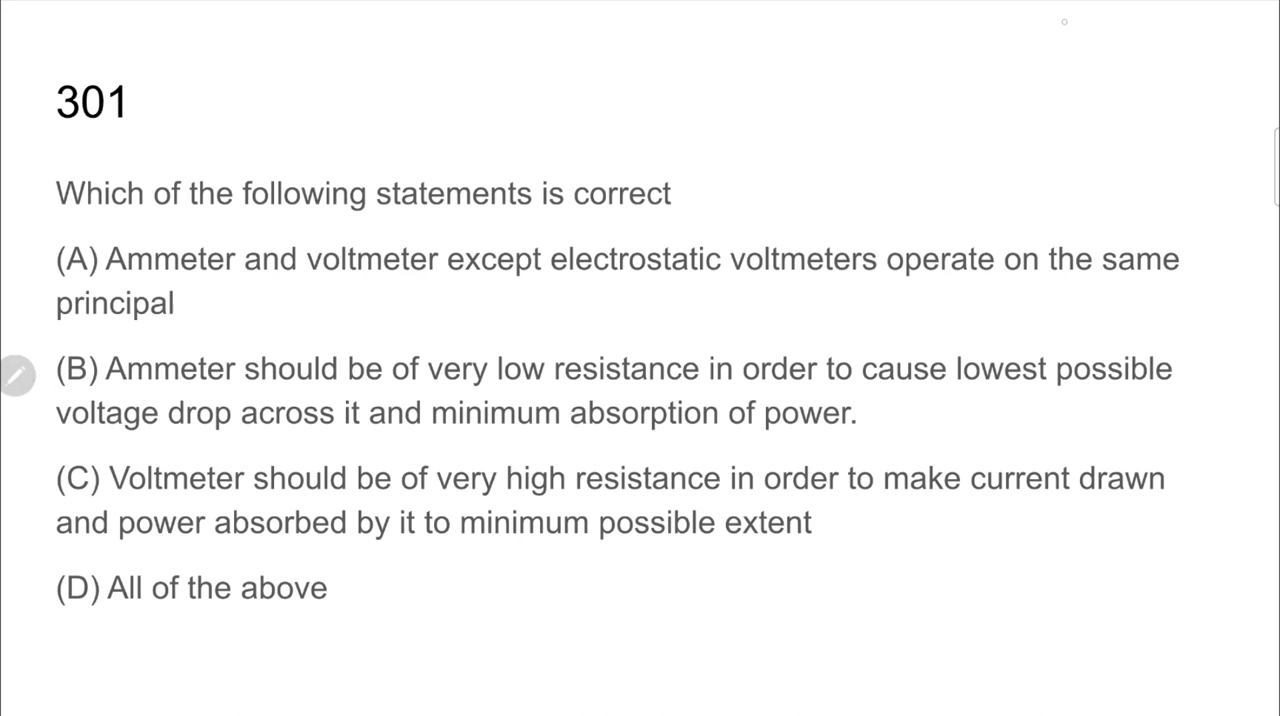 301
Which of the following statements is correct
(A) Ammeter and voltmeter except electrostatic voltmeters operate on the same
principal
(B) Ammeter should be of very low resistance in order to cause lowest possible
voltage drop across it and minimum absorption of power.
(C) Voltmeter should be of very high resistance in order to make current drawn
and power absorbed by it to minimum possible extent
(D) All of the above